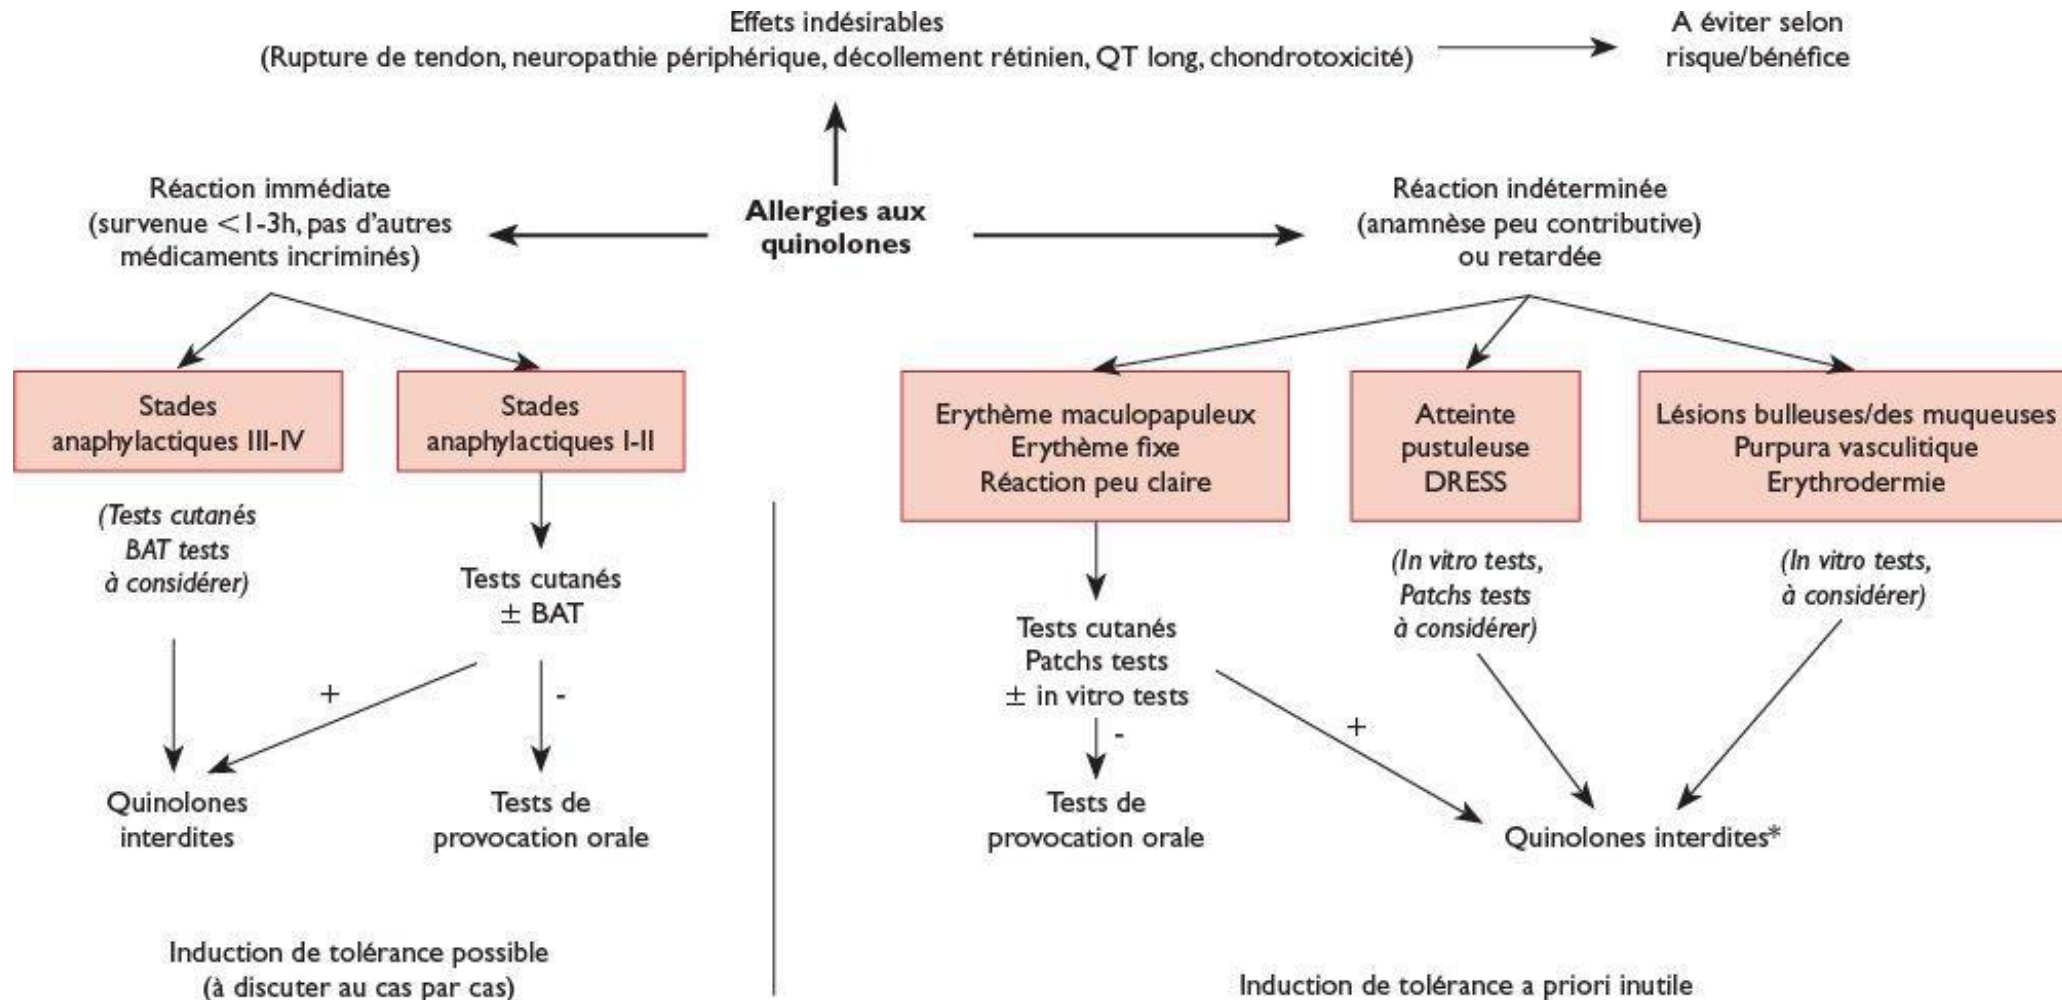 Effets indésirables
(Rupture de tendon, neuropathie périphérique, décollement rétinien, QT long, chondrotoxicité)
A éviter selon
risque/bénéfice
Allergies aux
quinolones
Réaction immédiate
(survenue <1-3h, pas d'autres
médicaments incriminés)
Réaction indéterminée
(anamnèse peu contributive)
ou retardée
Stades
anaphylactiques III-IV
Stades
anaphylactiques I-II
Erythème maculopapuleux
Erythème fixe
Réaction peu claire
Atteinte
pustuleuse
DRESS
Lésions bulleuses/des muqueuses
Purpura vasculitique
Erythrodermie
(Tests cutanés
BAT tests
à considérer)
Tests cutanés
± BAT
Tests cutanés
Patchs tests
± in vitro tests
(In vitro tests,
Patchs tests
à considérer)
(In vitro tests,
à considérer)
+
-
-
+
Quinolones
interdites
Tests de
provocation orale
Tests de
provocation orale
Quinolones interdites*
Induction de tolérance possible
(à discuter au cas par cas)
Induction de tolérance a priori inutile